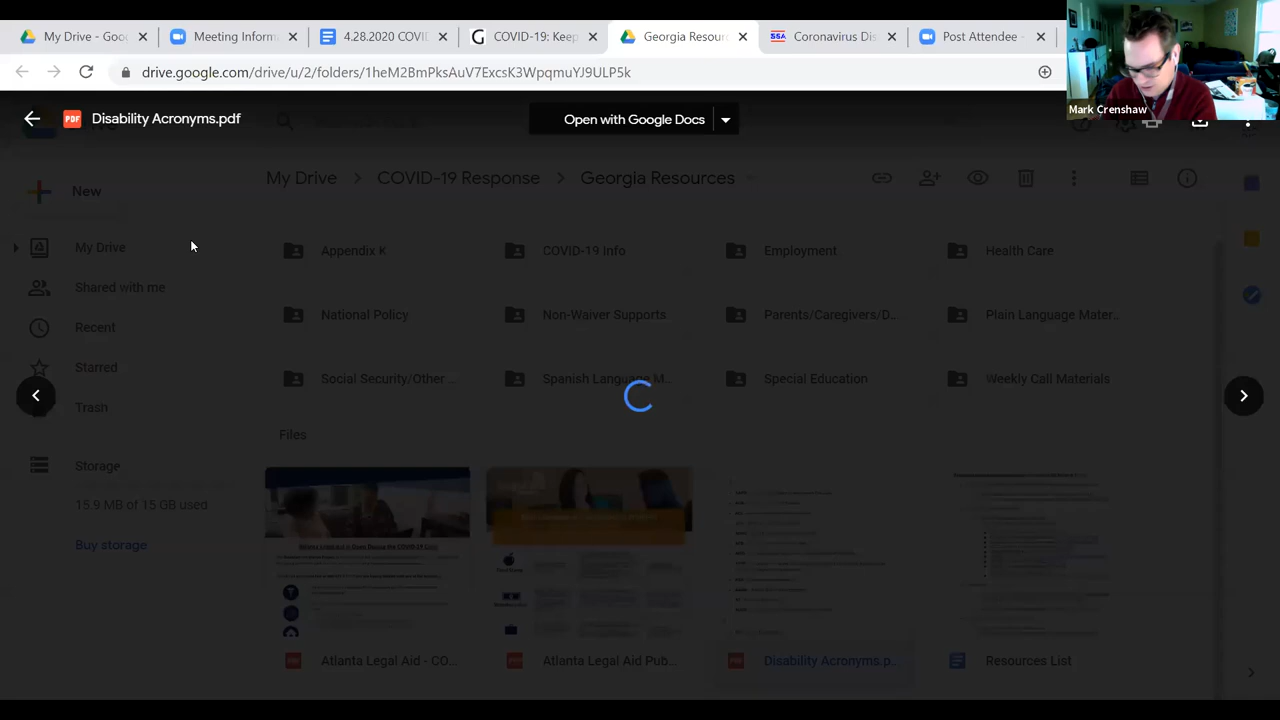 My Drive - Goo
Meeting Inform
4.28.2020 COVI
COVID-19: Keep
Georgia Resour
SSA Coronavirus Dis
Post Attendee -
drive.google.com/drive/u/2/folders/1heM2BmPksAuV7ExcsK3WpqmuYJ9ULP5k
Mark Crenshaw
PDF Disability Acronyms.pdf
Open with Google Docs
New
My Drive > COVID-19 Response > Georgia Resources
My Drive
Shared with me
Recent
Starred
Trash
Storage
15.9 MB of 15 GB used
Buy storage
Appendix K
COVID-19 Info
Employment
Health Care
National Policy
Non-Waiver Supports
Parents/Caregivers/D...
Plain Language Mater...
Social Security/Other ...
Spanish Language M...
Special Education
Weekly Call Materials
Files
Atlanta Legal Aid - CO...
Atlanta Legal Aid Pub...
Disability Acronyms.p...
Resources List